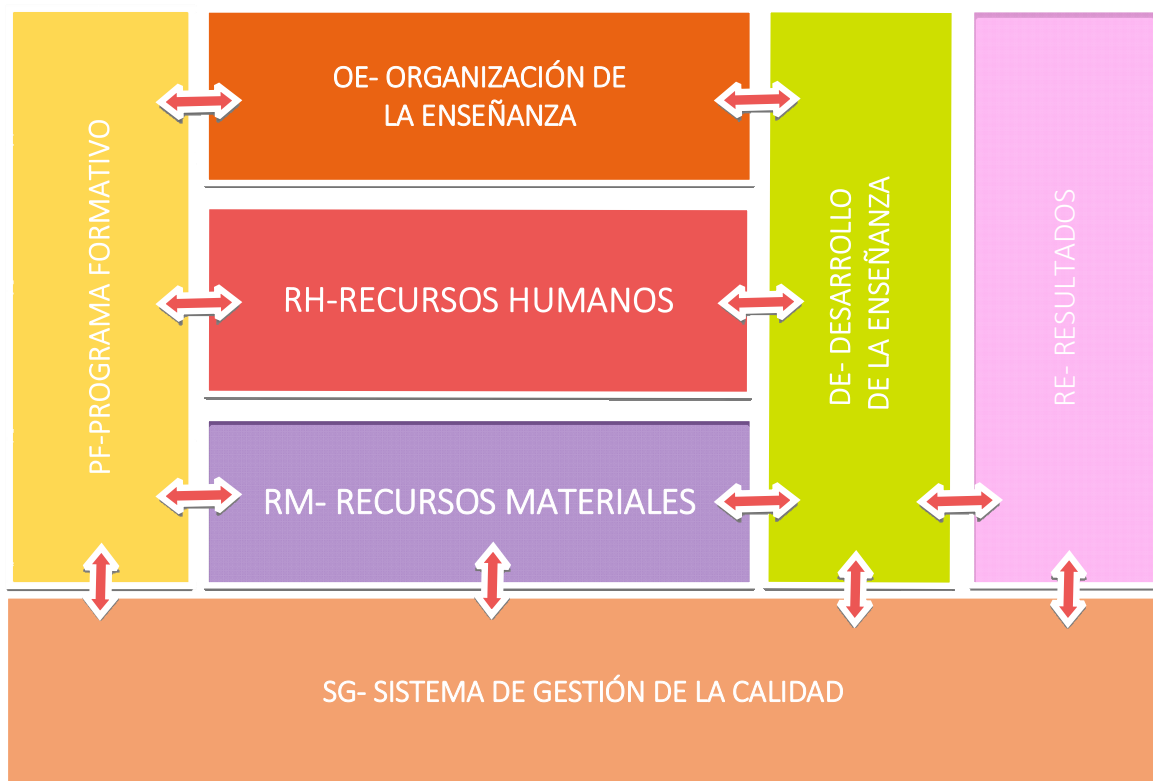 PF-PROGRAMA FORMATIVO
OE- ORGANIZACIÓN DE
LA ENSEÑANZA
RH-RECURSOS HUMANOS
RM- RECURSOS MATERIALES
DE- DESARROLLO
DE LA ENSEÑANZA
RE- RESULTADOS
SG- SISTEMA DE GESTIÓN DE LA CALIDAD